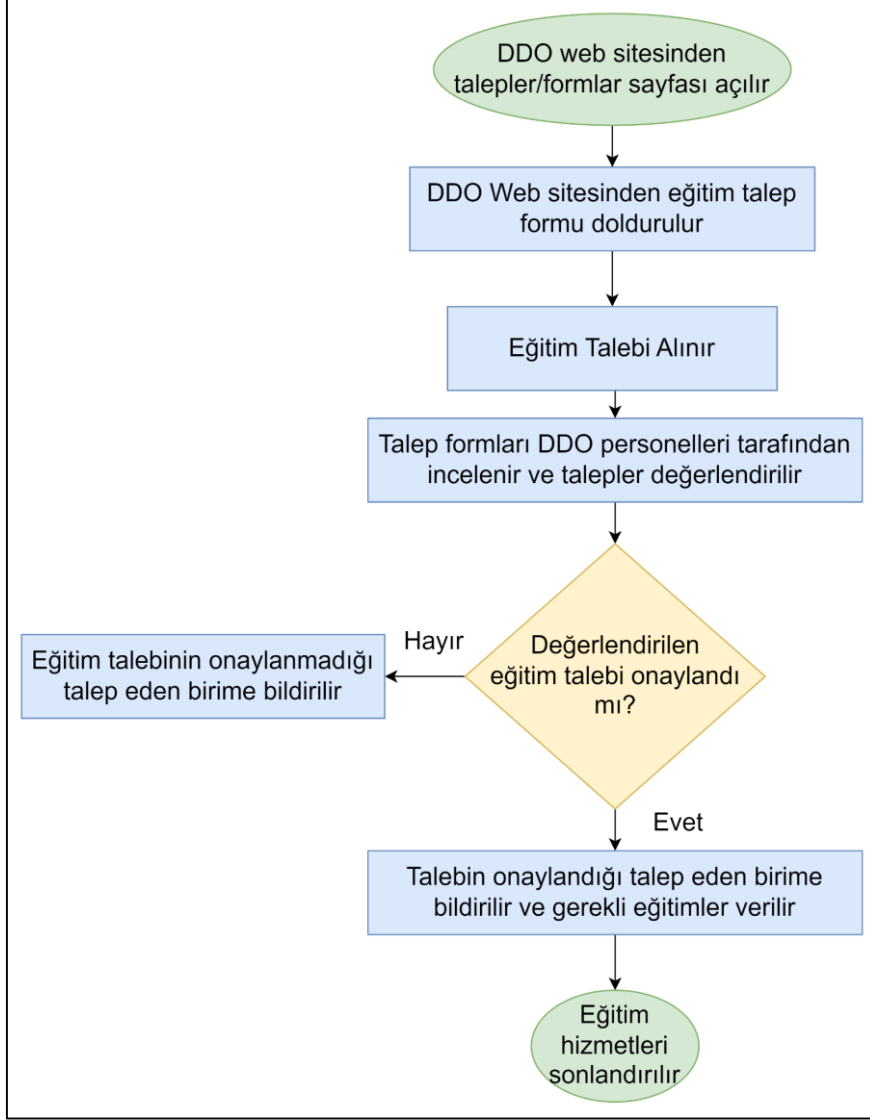 DDO web sitesinden
talepler/formlar sayfası açılır
DDO Web sitesinden eğitim talep
formu doldurulur
Eğitim Talebi Alınır
Talep formları DDO personelleri tarafından
incelenir ve talepler değerlendirilir
Değerlendirilen
eğitim talebi onaylandı
mı?
Hayır
Eğitim talebinin onaylanmadığı
talep eden birime bildirilir
Evet
Talebin onaylandığı talep eden birime
bildirilir ve gerekli eğitimler verilir
Eğitim
hizmetleri
sonlandırılır